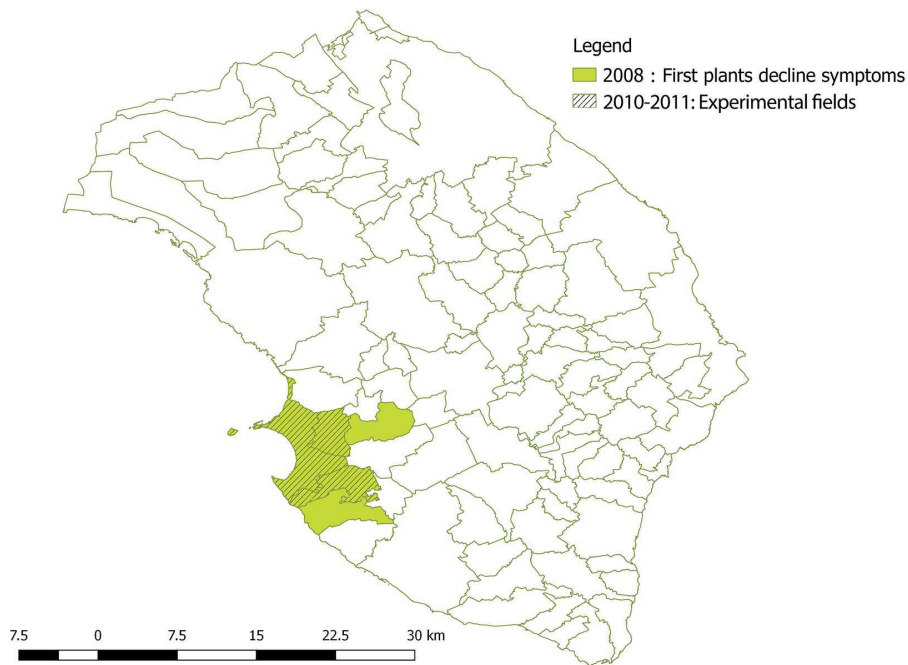 Legend
2008 : First plants decline symptoms
2010-2011: Experimental fields
7.5 0 7.5 15 22.5 30 km